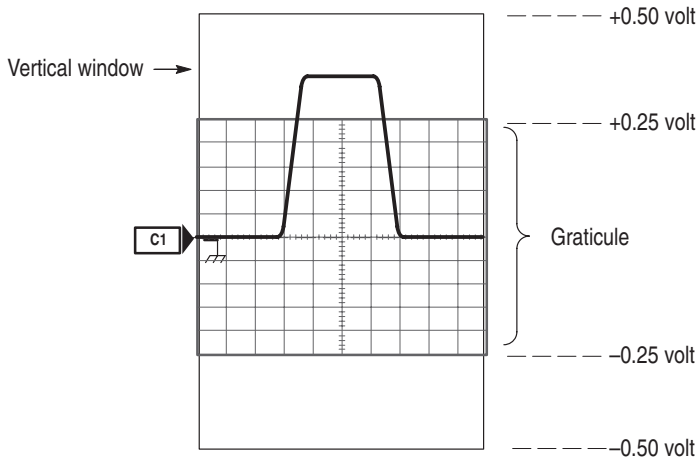 +0.50 volt
Vertical window
+0.25 volt
C1
Graticule
–0.25 volt
–0.50 volt